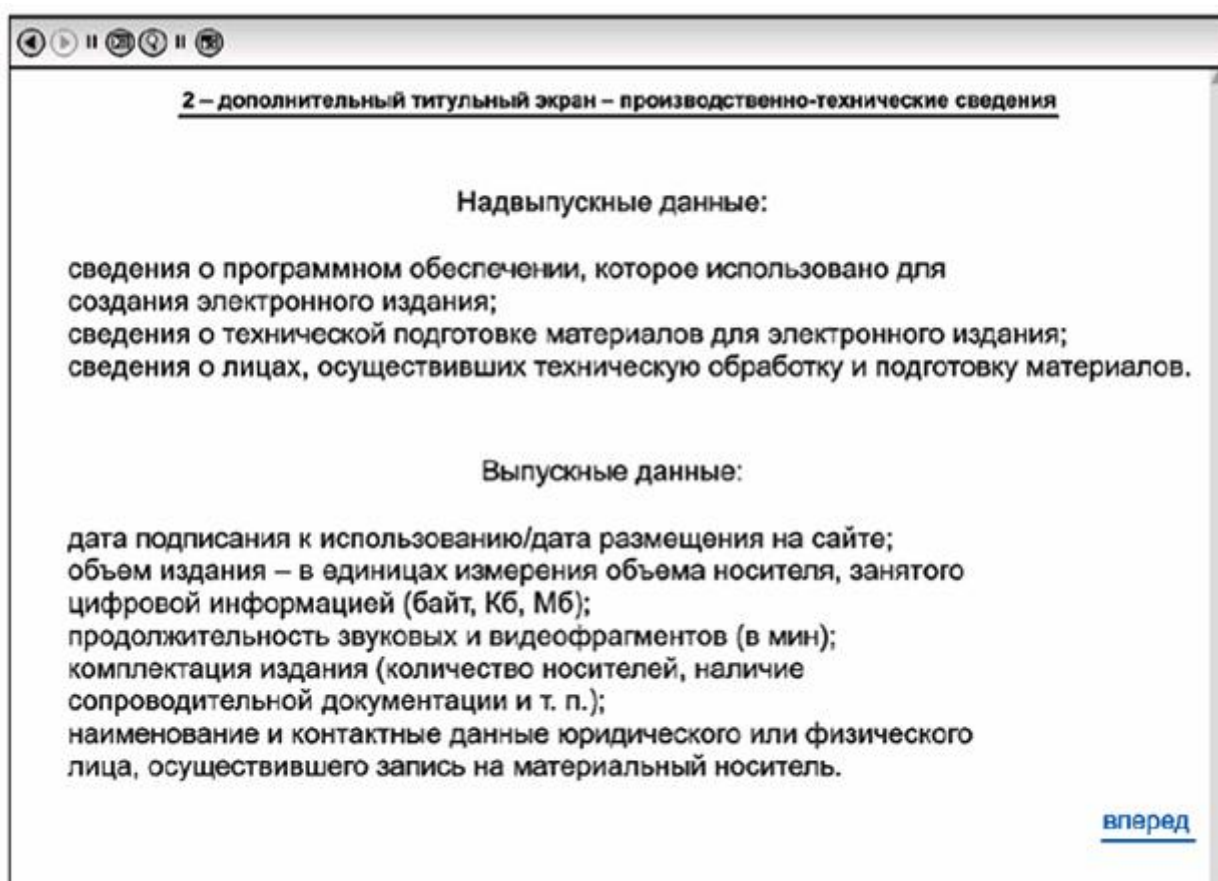 2 – дополнительный титульный экран – производственно-технические сведения
Надвыпускные данные:
сведения о программном обеспечении, которое использовано для
создания электронного издания;
сведения о технической подготовке материалов для электронного издания;
сведения о лицах, осуществивших техническую обработку и подготовку материалов.
Выпускные данные:
дата подписания к использованию/дата размещения на сайте;
объем издания – в единицах измерения объема носителя, занятого
цифровой информацией (байт, Кб, Мб);
продолжительность звуковых и видеофрагментов (в мин);
комплектация издания (количество носителей, наличие
сопроводительной документации и т. п.);
наименование и контактные данные юридического или физического
лица, осуществившего запись на материальный носитель.
вперед